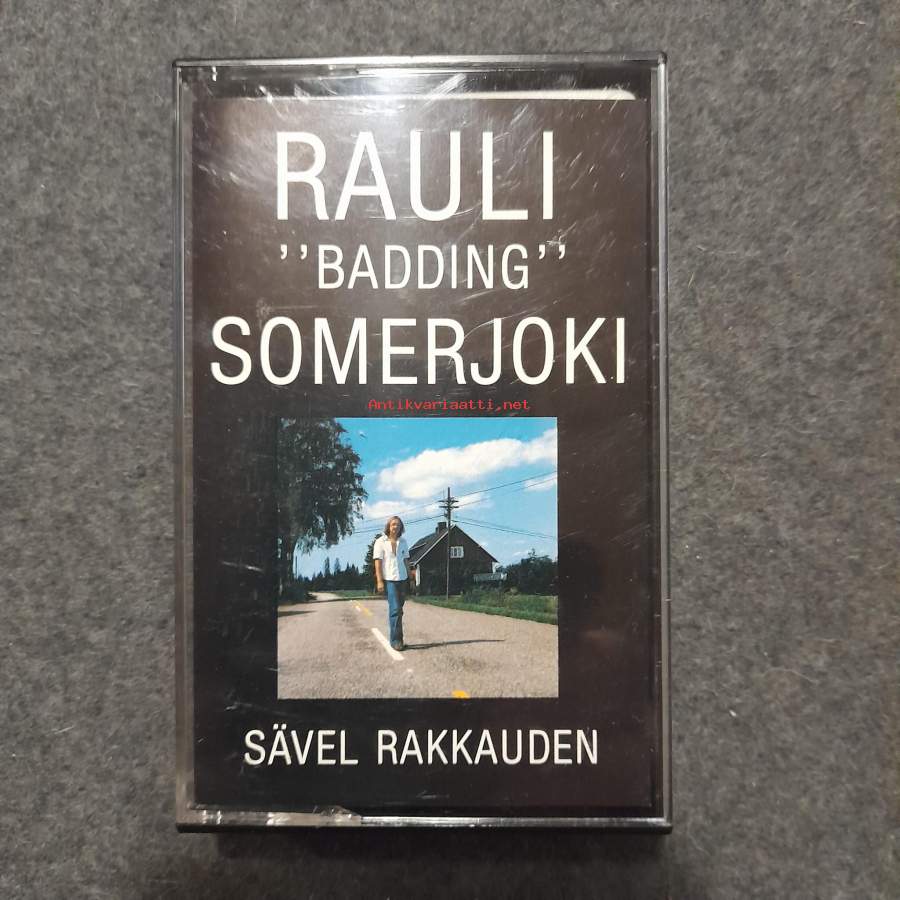 RAULI
''BADDING''
SOMERJOKI
Antikvariaatti.net
SÄVEL RAKKAUDEN